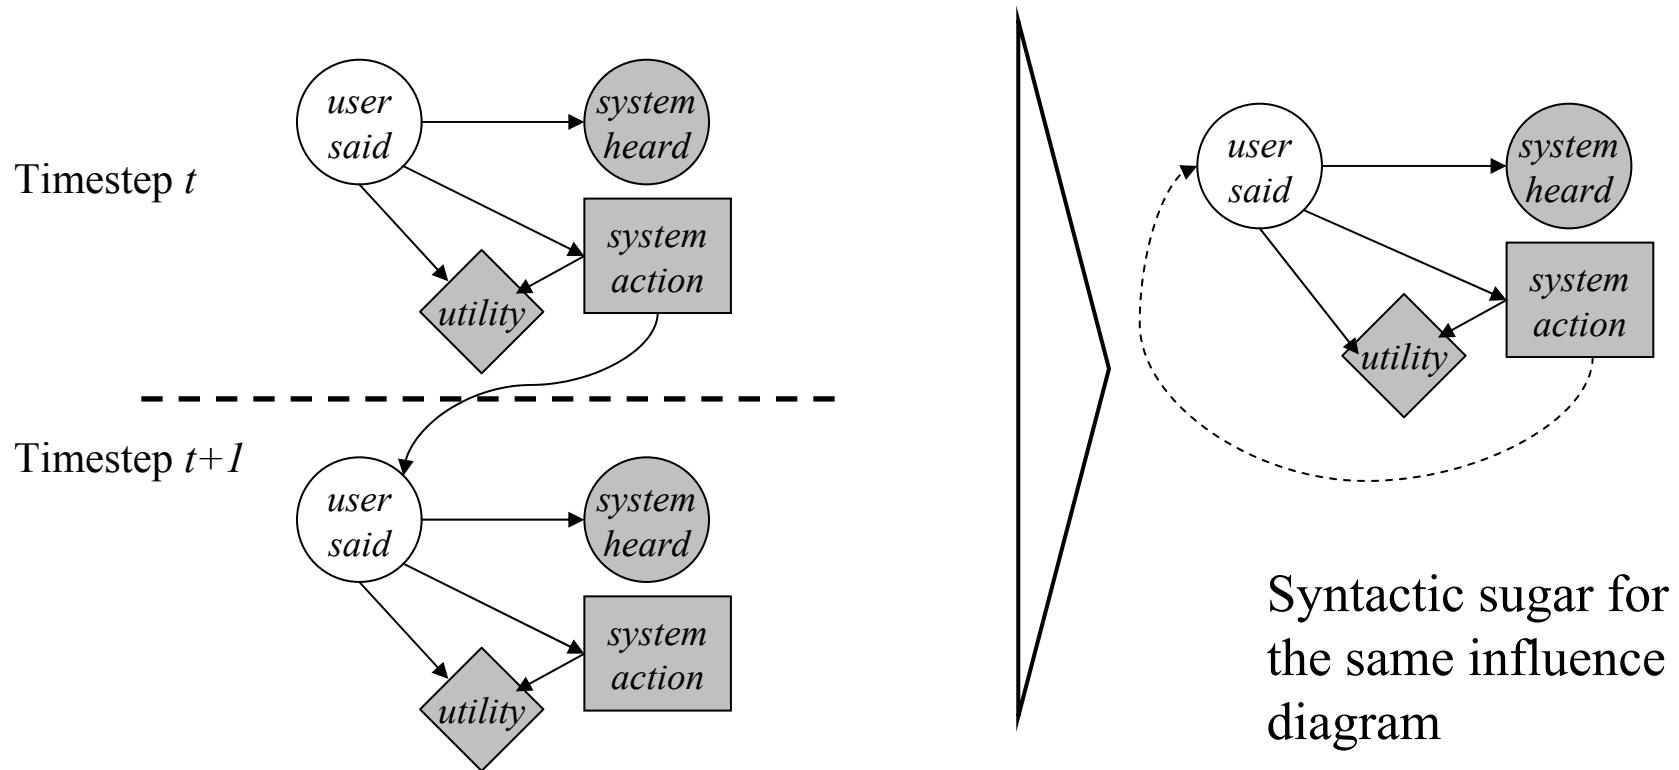 Timestep t
user
said
system
heard
system
action
utility
Timestep t+1
user
said
system
heard
system
action
utility
user
said
system
heard
system
action
utility
Syntactic sugar for
the same influence
diagram